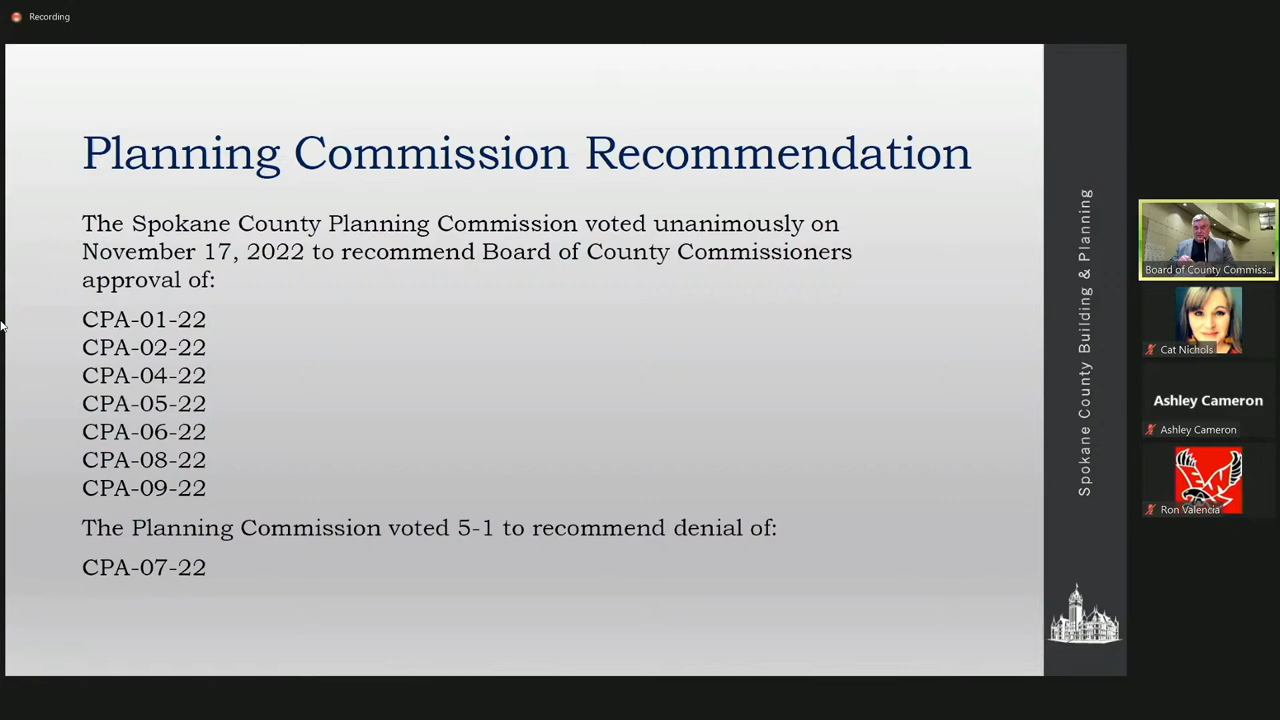 Recording
Planning Commission Recommendation
The Spokane County Planning Commission voted unanimously on
November 17, 2022 to recommend Board of County Commissioners
approval of:
CPA-01-22
CPA-02-22
CPA-04-22
CPA-05-22
CPA-06-22
CPA-08-22
CPA-09-22
The Planning Commission voted 5-1 to recommend denial of:
CPA-07-22
Spokane County Building & Planning
Board of County Commiss...
Cat Nichols
Ashley Cameron
Ashley Cameron
Ron Valencia